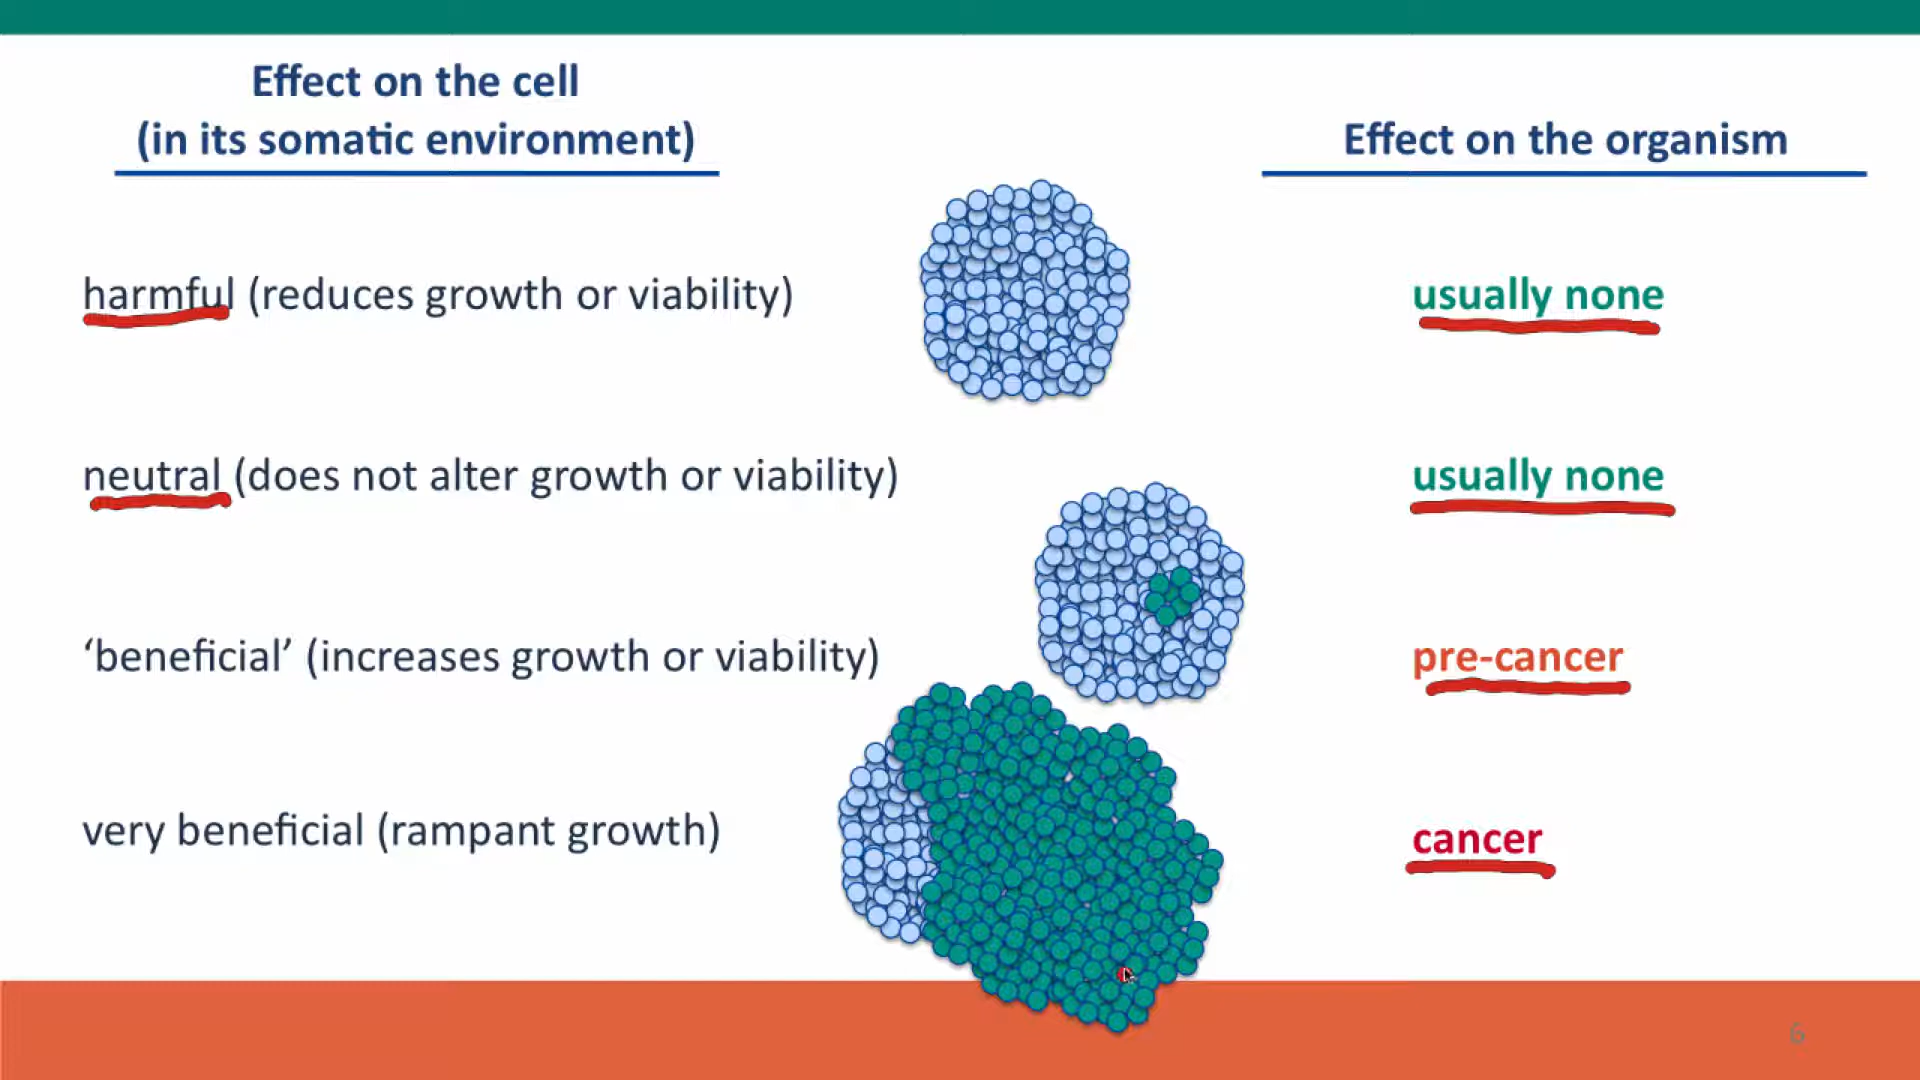 Effect on the cell
(in its somatic environment)
Effect on the organism
harmful (reduces growth or viability)
usually none
neutral (does not alter growth or viability)
usually none
‘beneficial’ (increases growth or viability)
pre-cancer
very beneficial (rampant growth)
cancer
6